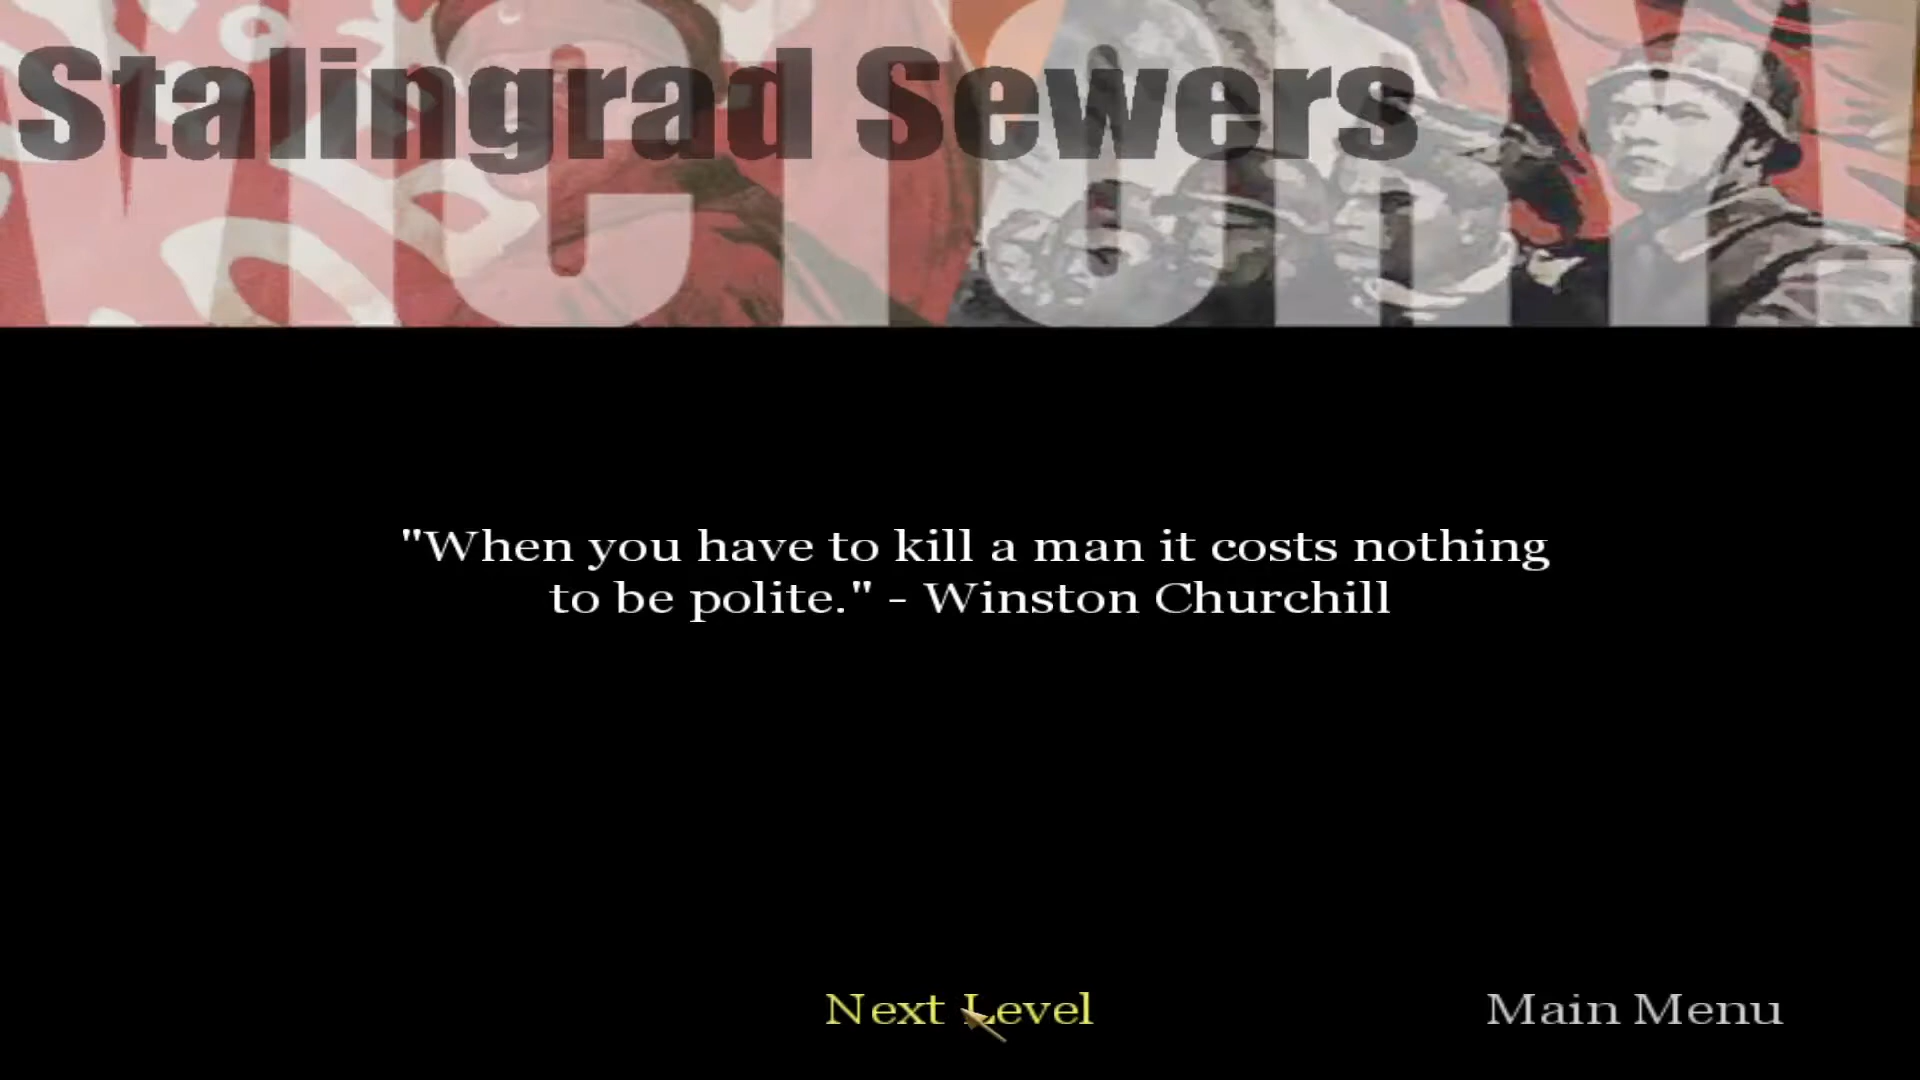 VICTORY
Stalingrad Sewers
"When you have to kill a man it costs nothing
to be polite." - Winston Churchill
Next Level
Main Menu